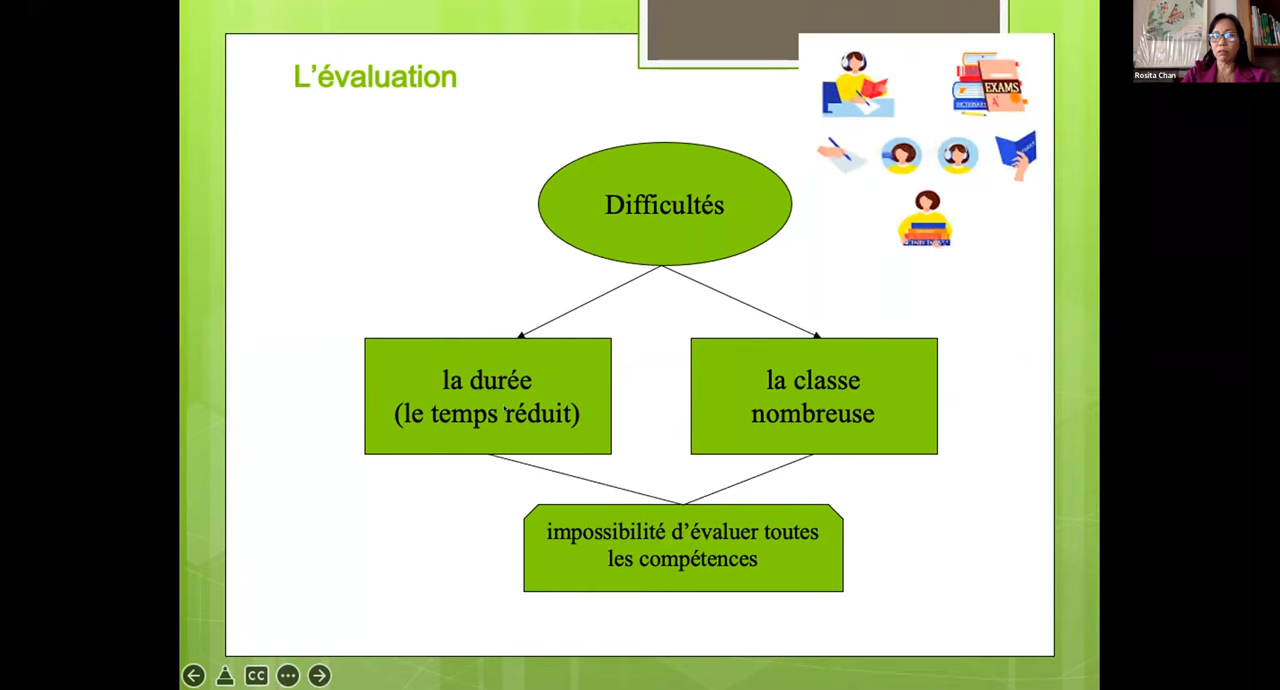 L'évaluation
EXAMS
DICTIONARY
Difficultés
la durée
(le temps réduit)
la classe
nombreuse
impossibilité d'évaluer toutes
les compétences
Rosita Chan
CC